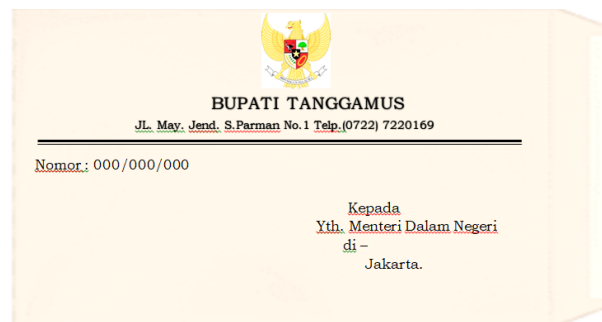 BUPATI TANGGAMUS
JL. May. Jend. S.Parman No.1 Telp.(0722) 7220169
Nomor : 000/000/000
Kepada
Yth. Menteri Dalam Negeri
di –
Jakarta.